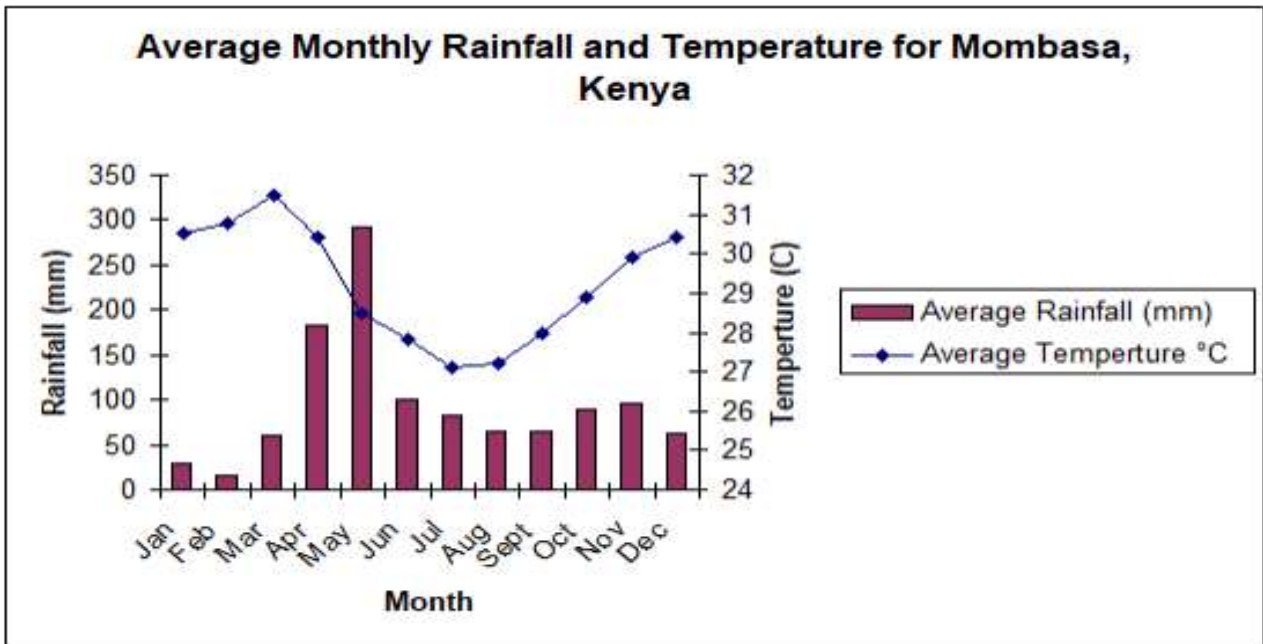 Average Monthly Rainfall and Temperature for Mombasa,
Kenya
350
300
250
200
150
100
50
0
Rainfall (mm)
32
31
30
29
28
27
26
25
24
Temperture (C)
Jan
Feb
Mar
Apr
May
Jun
Jul
Aug
Sept
Oct
Nov
Dec
Month
Average Rainfall (mm)
Average Temperture °C